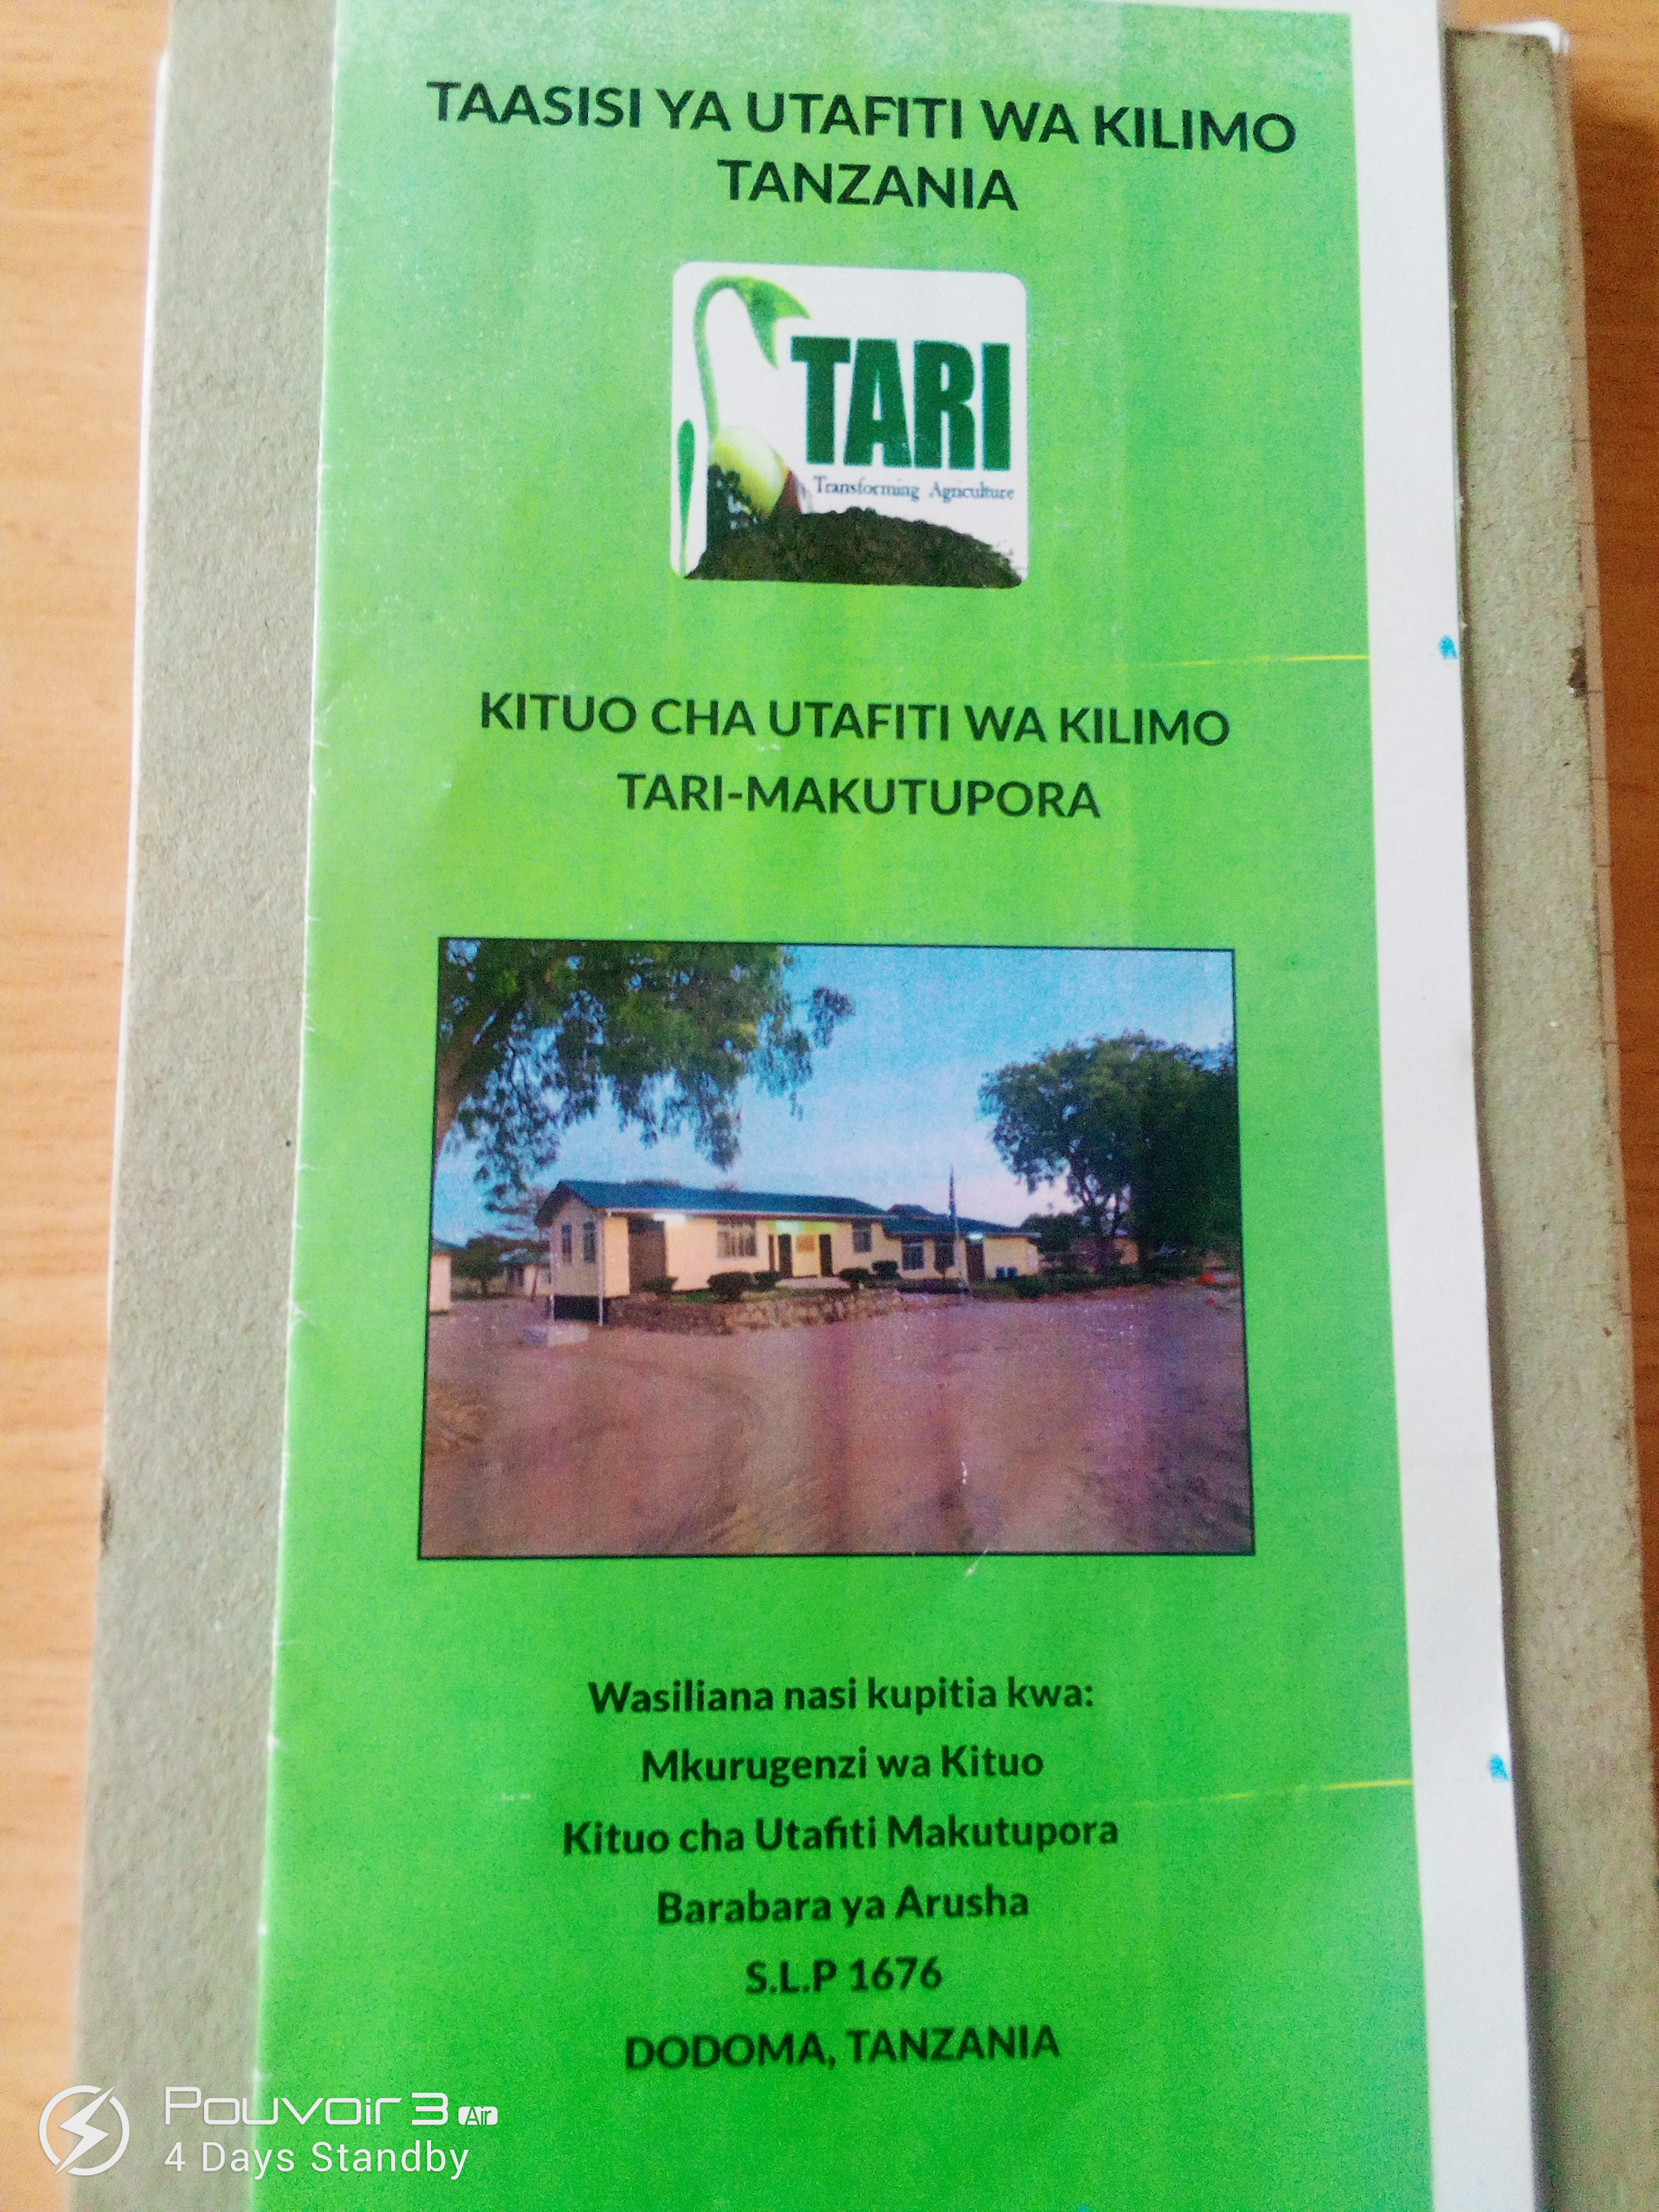 TAASISI YA UTAFITI WA KILIMO
TANZANIA
TARI
Transforming Agriculture
KITUO CHA UTAFITI WA KILIMO
TARI-MAKUTUPORA
Wasiliana nasi kupitia kwa:
Mkurugenzi wa Kituo
Kituo cha Utafiti Makutupora
Barabara ya Arusha
S.L.P 1676
DODOMA, TANZANIA
Pouvoir 3 Air
4 Days Standby